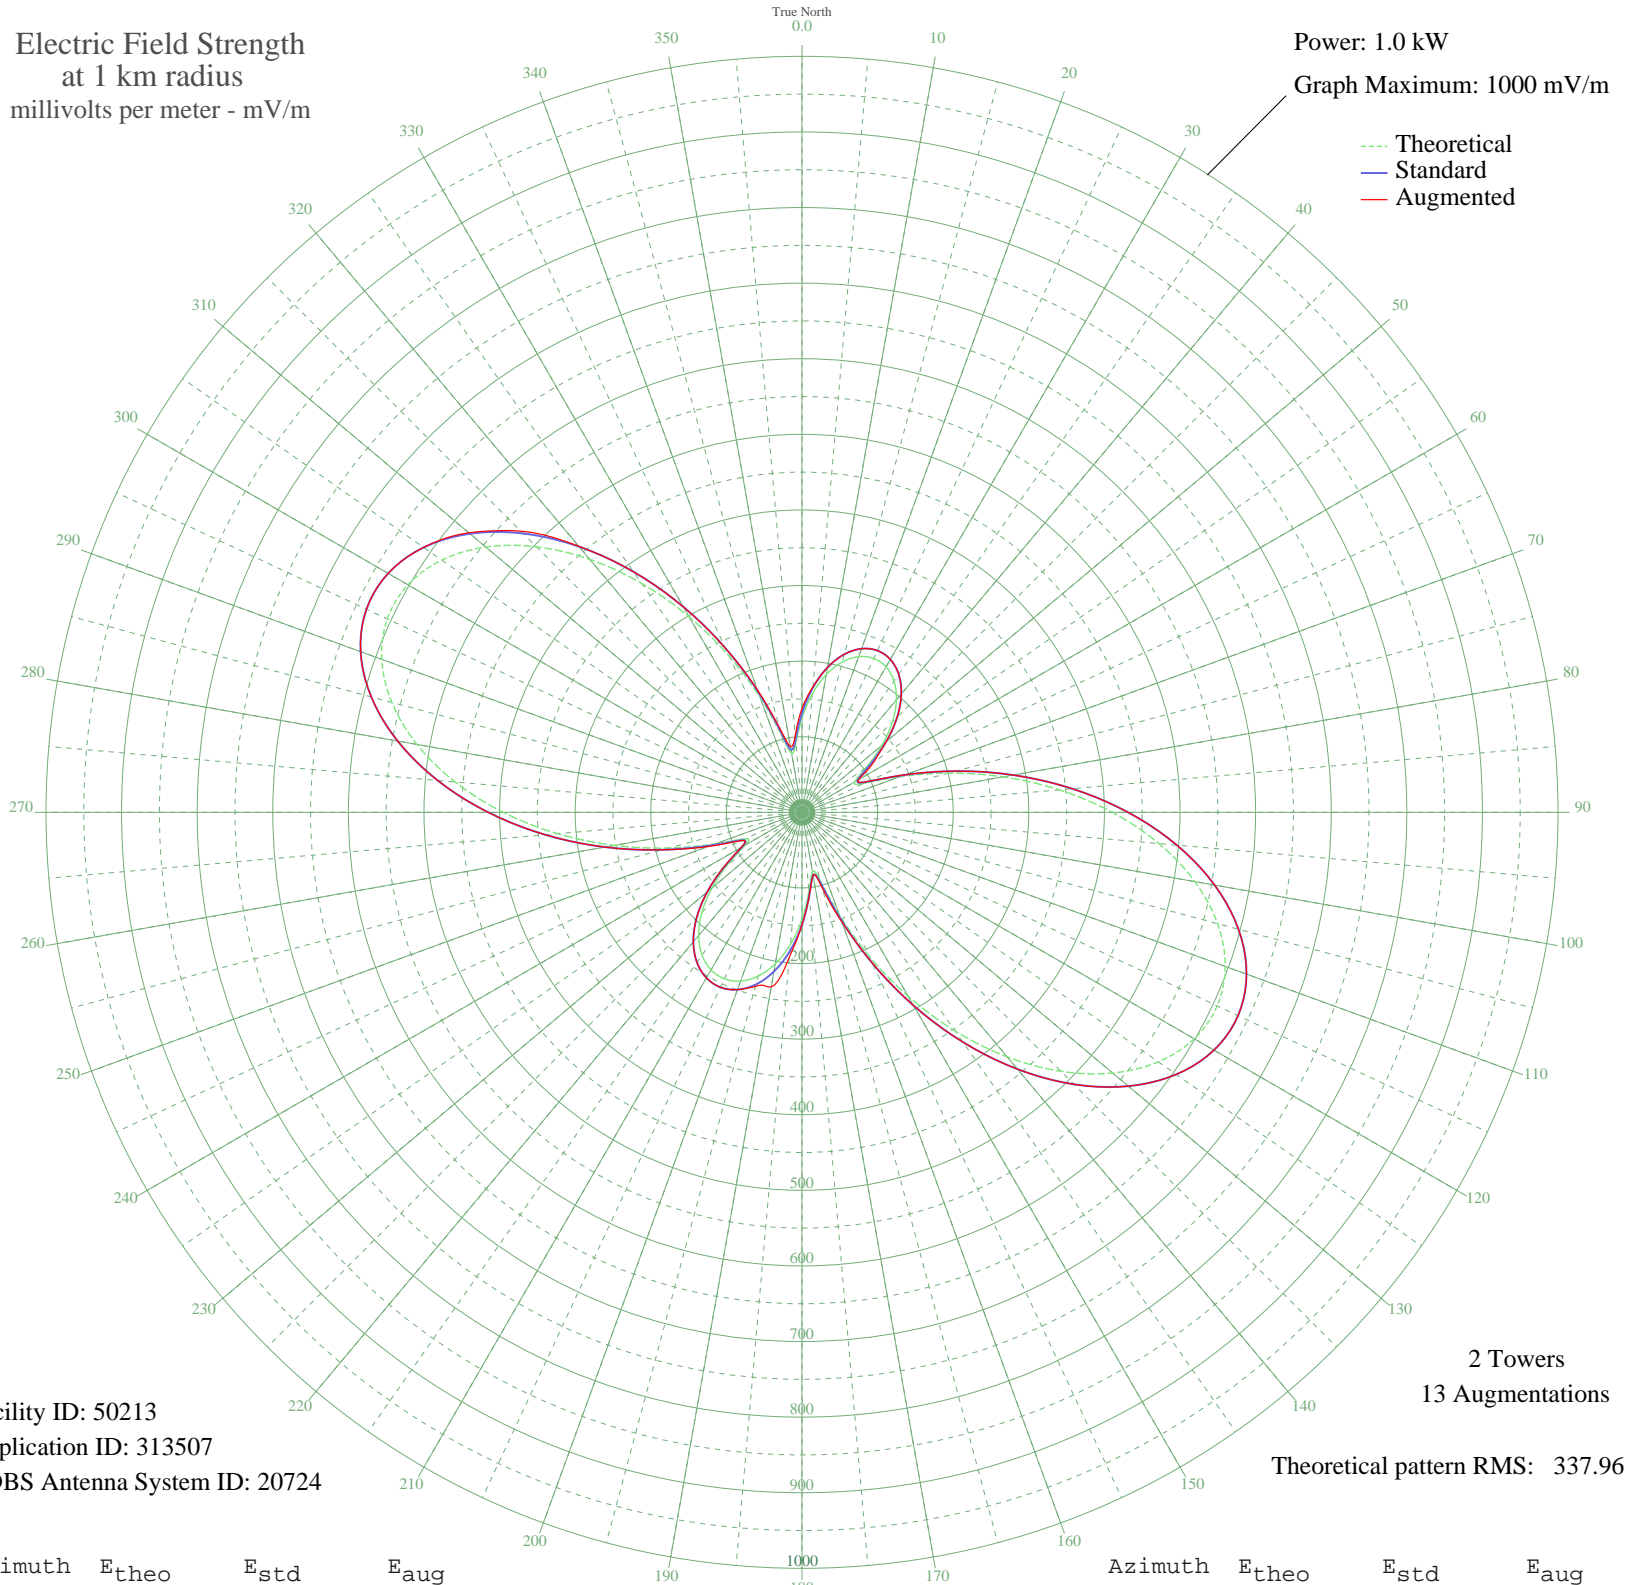 True North
0.0
Electric Field Strength
at 1 km radius
millivolts per meter - mV/m
Power: 1.0 kW
Graph Maximum: 1000 mV/m
Theoretical
Standard
Augmented
10
20
30
40
50
60
70
80
90
100
110
120
130
140
150
160
170
190
200
210
220
230
240
250
260
270
280
290
300
310
320
330
340
350
200
300
400
500
600
700
800
900
1000
2 Towers
13 Augmentations
Theoretical pattern RMS: 337.96
cility ID: 50213
plication ID: 313507
DBS Antenna System ID: 20724
imuth Etheo Estd Eaug
Azimuth Etheo Estd Eaug